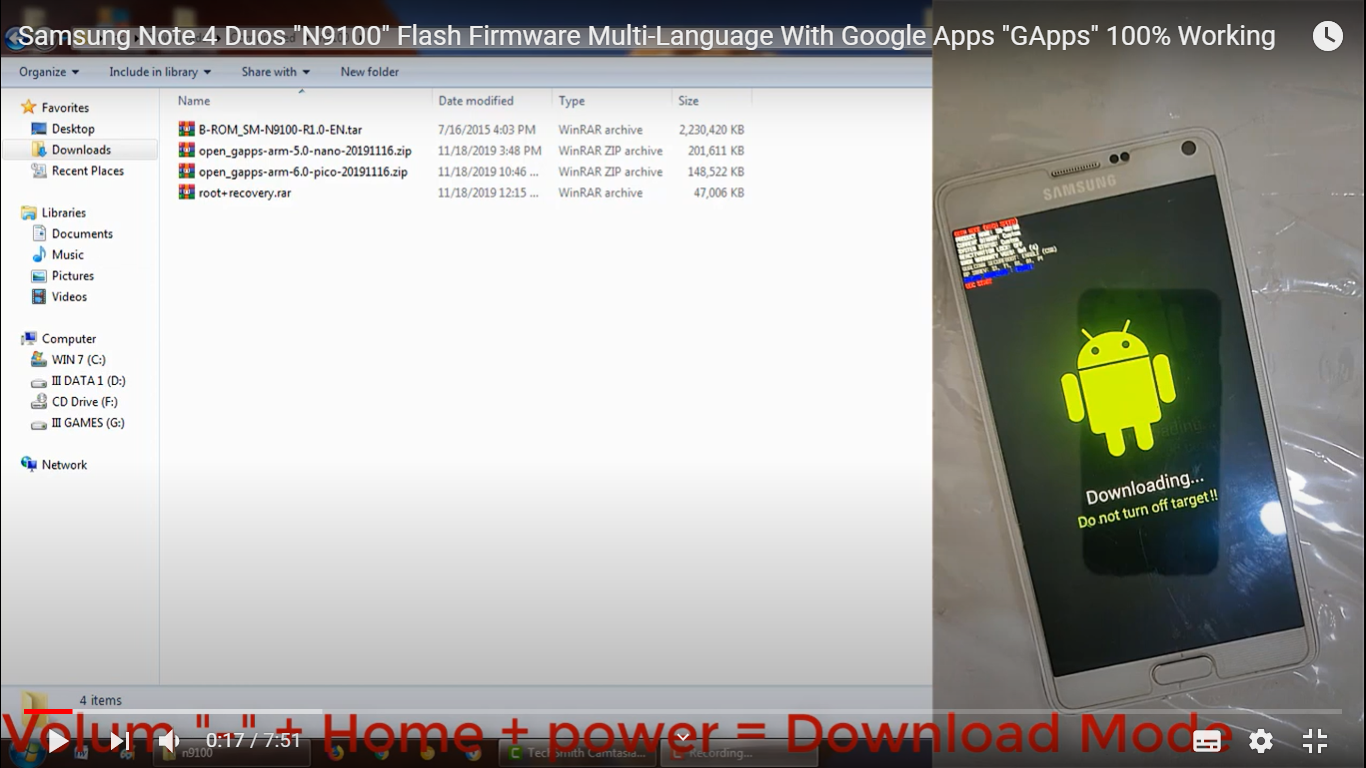 Samsung Note 4 Duos "N9100" Flash Firmware Multi-Language With Google Apps "GApps" 100% Working
Organize Include in library Share with New folder
Name Date modified Type Size
Favorites
Desktop
Downloads
Recent Places
Libraries
Documents
Music
Pictures
Videos
Computer
WIN 7 (C:)
III DATA 1 (D:)
CD Drive (F:)
III GAMES (G:)
Network
B-ROM_SM-N9100-R1.0-EN.tar 7/16/2015 4:03 PM WinRAR archive 2,230,420 KB
open_gapps-arm-5.0-nano-20191116.zip 11/18/2019 3:48 PM WinRAR ZIP archive 201,611 KB
open_gapps-arm-6.0-pico-20191116.zip 11/18/2019 10:46 ... WinRAR ZIP archive 148,522 KB
root+recovery.rar 11/18/2019 12:15 ... WinRAR archive 47,006 KB
SAMSUNG
Downloading...
Do not turn off target !!
4 items
Volum "-" + Home + power = Download Mode
0:17 / 7:51
n9100
TechSmith Camtasia...
Recording...